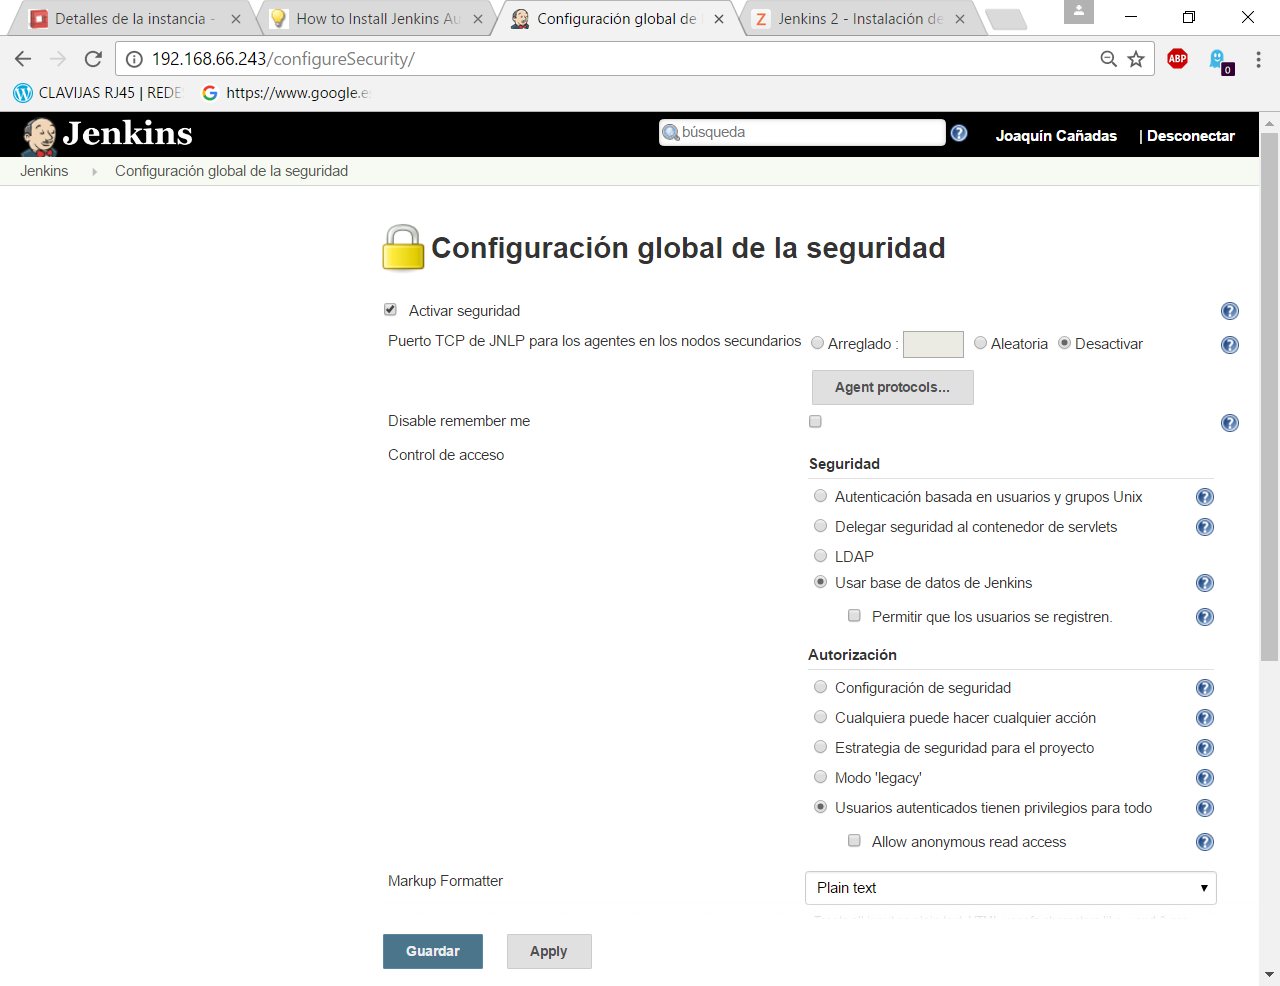 Detalles de la instancia -
How to Install Jenkins Au
Configuración global de
Jenkins 2 - Instalación de
192.168.66.243/configureSecurity/
ABP
0
CLAVIJAS RJ45 | REDE
https://www.google.e
Jenkins
búsqueda
Joaquín Cañadas
| Desconectar
Jenkins
Configuración global de la seguridad
Configuración global de la seguridad
Activar seguridad
Puerto TCP de JNLP para los agentes en los nodos secundarios
Arreglado :
Aleatoria
Desactivar
Agent protocols...
Disable remember me
Control de acceso
Seguridad
Autenticación basada en usuarios y grupos Unix
Delegar seguridad al contenedor de servlets
LDAP
Usar base de datos de Jenkins
Permitir que los usuarios se registren.
Autorización
Configuración de seguridad
Cualquiera puede hacer cualquier acción
Estrategia de seguridad para el proyecto
Modo 'legacy'
Usuarios autenticados tienen privilegios para todo
Allow anonymous read access
Markup Formatter
Plain text
Guardar
Apply